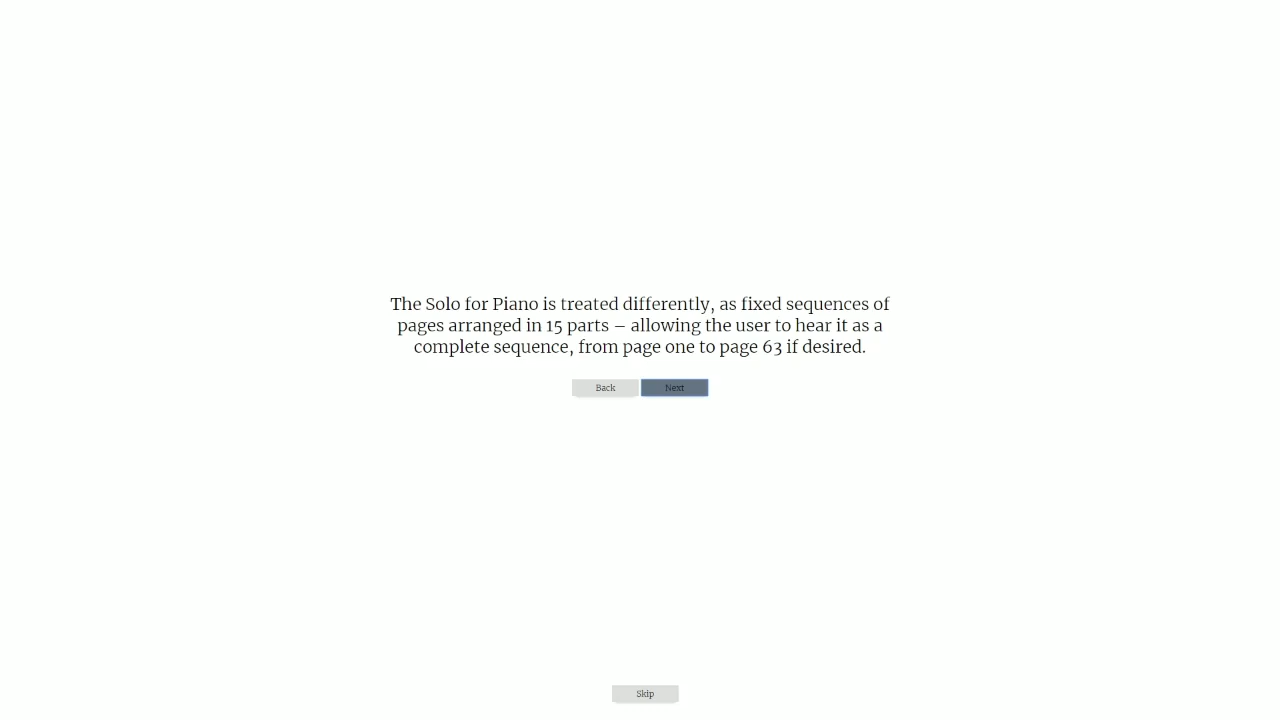 The Solo for Piano is treated differently, as fixed sequences of
pages arranged in 15 parts – allowing the user to hear it as a
complete sequence, from page one to page 63 if desired.
Back Next
Skip